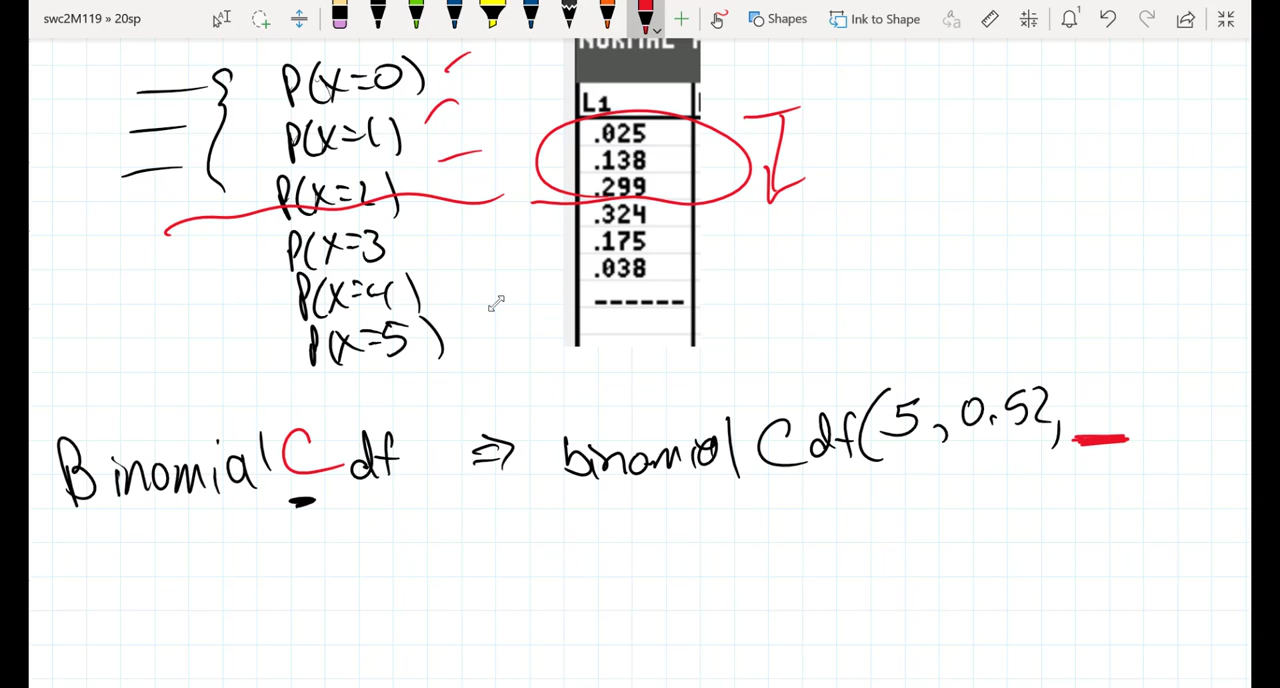 swc2M119 » 20sp
Shapes
Ink to Shape
P(x=0)
P(x=1)
P(x=2)
P(x=3
P(x=4)
P(x=5)
NORMAL
L1
.025
.138
.299
.324
.175
.038
------
Binomial Cdf ⇒ binomial Cdf(5, 0.52,